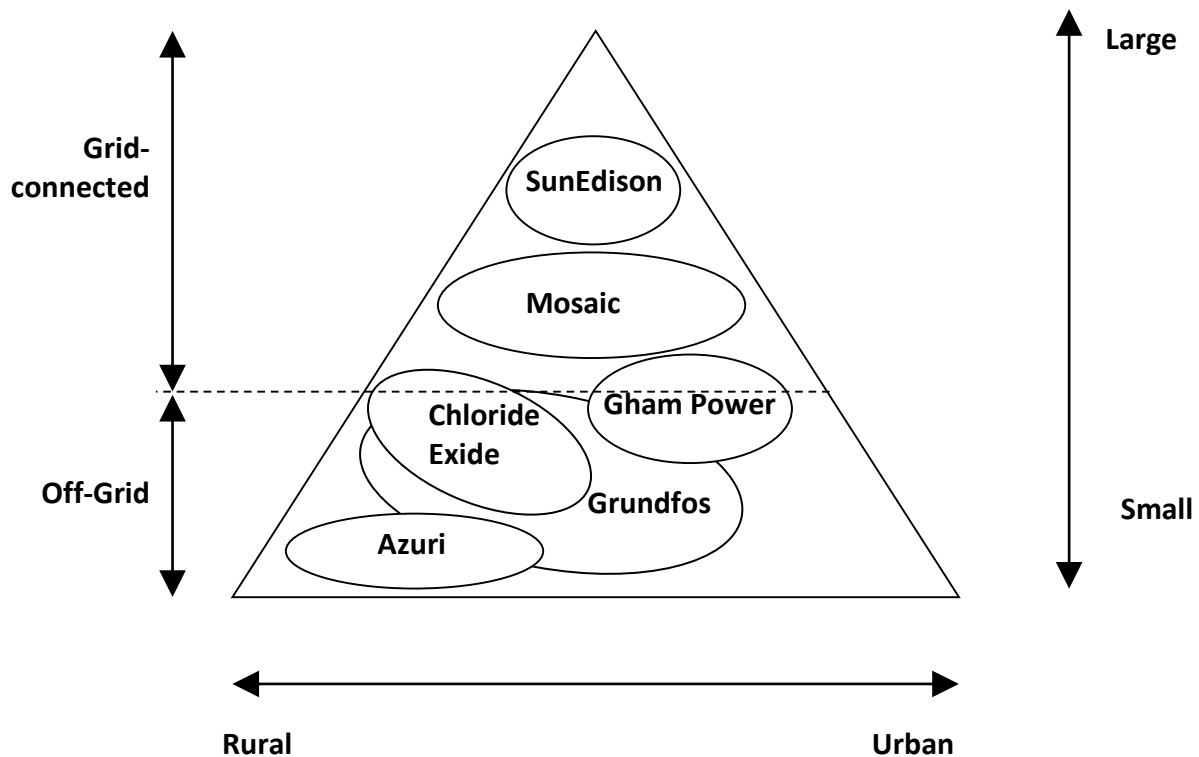 Large
Grid-
connected
SunEdison
Mosaic
Gham Power
Chloride
Exide
Off-Grid
Grundfos
Small
Azuri
Rural
Urban